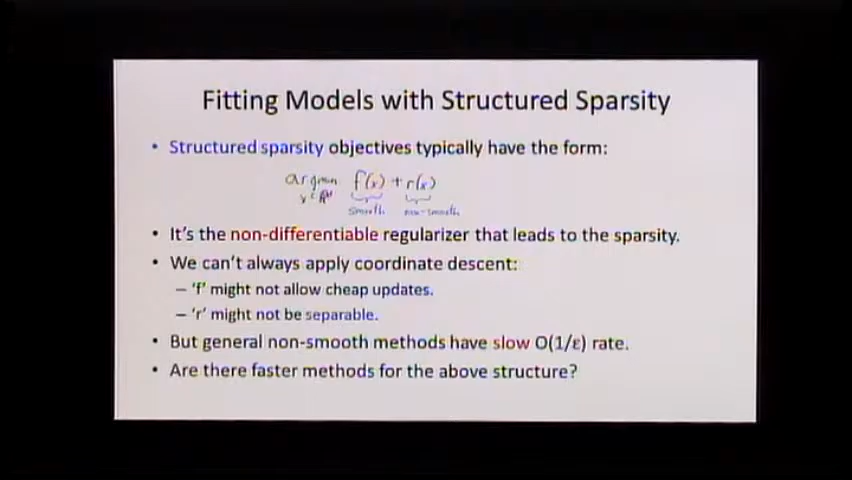 Fitting Models with Structured Sparsity
• Structured sparsity objectives typically have the form:
argmin f(x) + r(x)
smooth non-smooth
• It's the non-differentiable regularizer that leads to the sparsity.
• We can't always apply coordinate descent:
– 'f' might not allow cheap updates.
– 'r' might not be separable.
• But general non-smooth methods have slow O(1/ε) rate.
• Are there faster methods for the above structure?